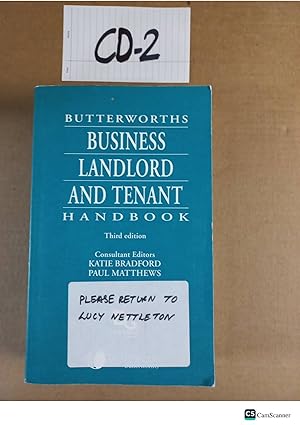 CD-2
BUTTERWORTHS
BUSINESS
LANDLORD
AND TENANT
HANDBOOK
Third edition
Consultant Editors
KATIE BRADFORD
PAUL MATTHEWS
PLEASE RETURN TO
LUCY NETTLETON
CS CamScanner